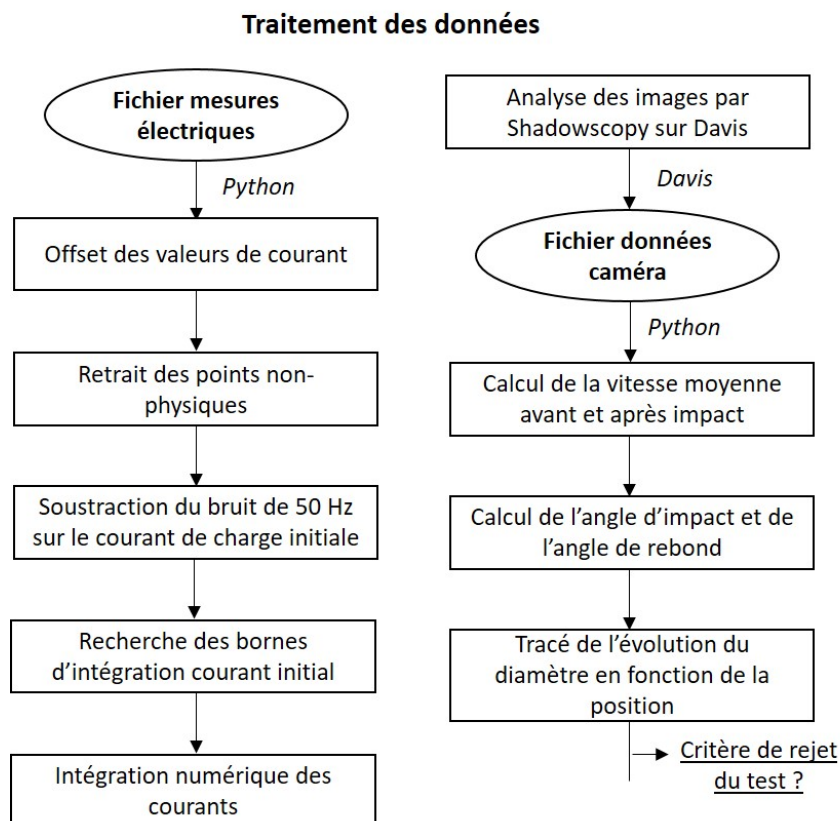 Traitement des données
Fichier mesures
électriques
Python
Offset des valeurs de courant
Retrait des points non-
physiques
Soustraction du bruit de 50 Hz
sur le courant de charge initiale
Recherche des bornes
d’intégration courant initial
Intégration numérique des
courants
Analyse des images par
Shadowscopy sur Davis
Davis
Fichier données
caméra
Python
Calcul de la vitesse moyenne
avant et après impact
Calcul de l’angle d’impact et de
l’angle de rebond
Tracé de l’évolution du
diamètre en fonction de la
position
Critère de rejet
du test ?